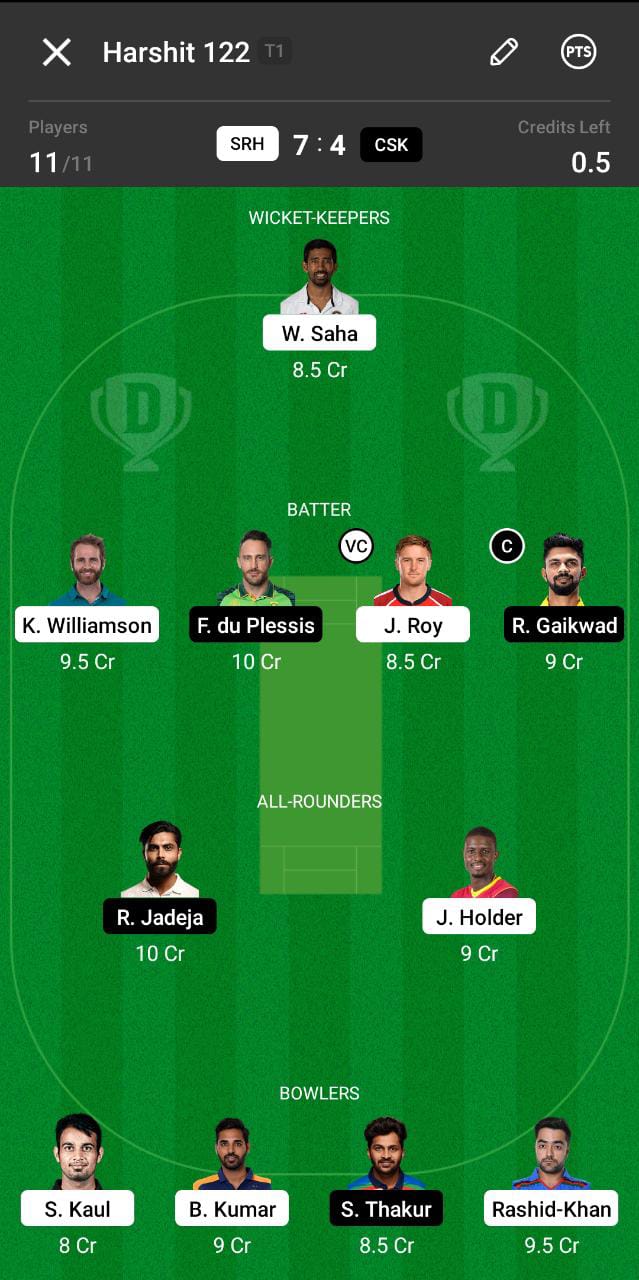 Harshit 122 T1
PTS
Players
Credits Left
11/11
SRH 7 : 4 CSK
0.5
WICKET-KEEPERS
W. Saha
8.5 Cr
D D
BATTER
VC C
K. Williamson F. du Plessis J. Roy R. Gaikwad
9.5 Cr 10 Cr 8.5 Cr 9 Cr
ALL-ROUNDERS
R. Jadeja J. Holder
10 Cr 9 Cr
BOWLERS
S. Kaul B. Kumar S. Thakur Rashid-Khan
8 Cr 9 Cr 8.5 Cr 9.5 Cr